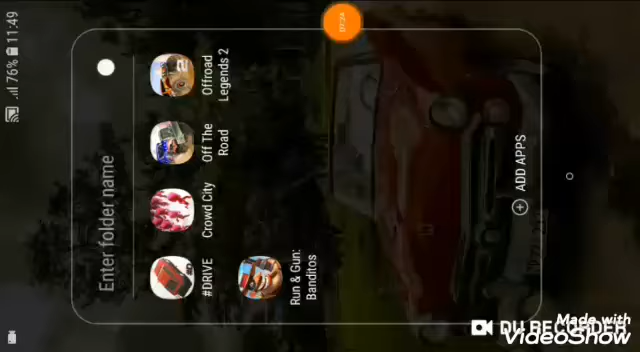 76% 11:49
07:24
Enter folder name
#DRIVE
Crowd City
Off The
Road
Offroad
Legends 2
Run & Gun:
Banditos
ADD APPS
DU RECORDER
Made with
VideoShow